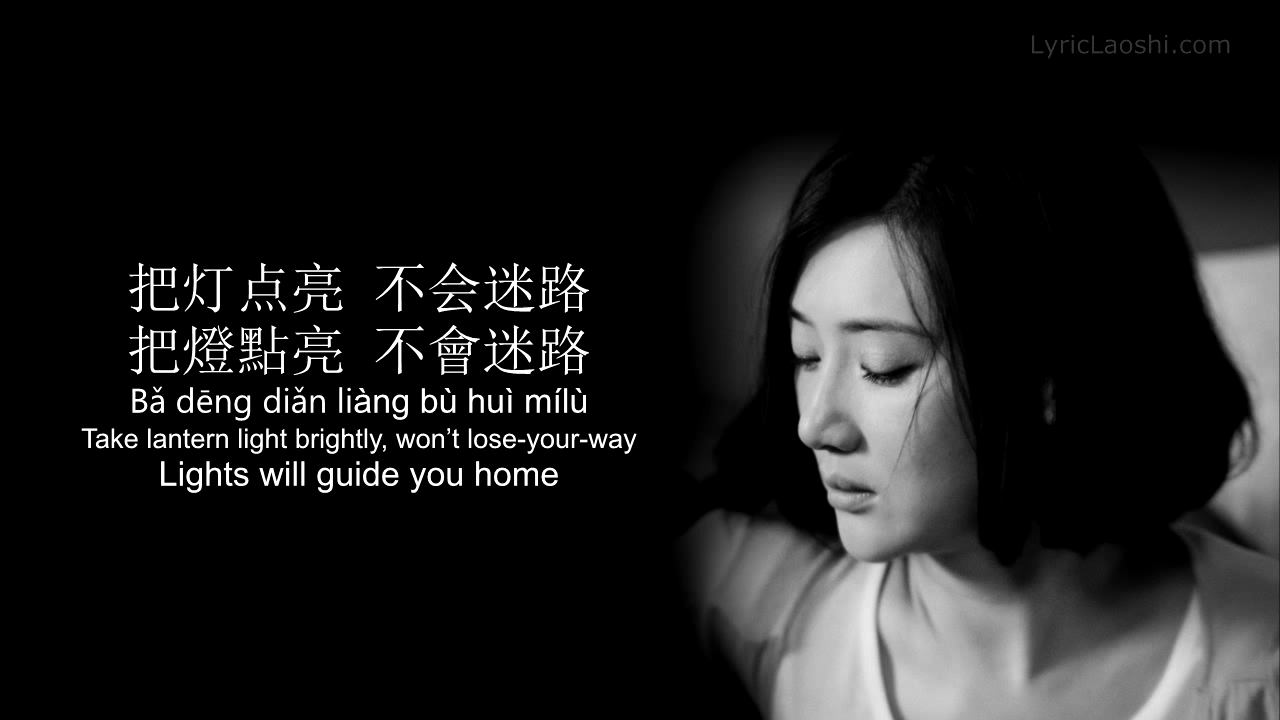 LyricLaoshi.com
把灯点亮 不会迷路
把燈點亮 不會迷路
Bǎ dēng diǎn liàng bù huì mílù
Take lantern light brightly, won't lose-your-way
Lights will guide you home